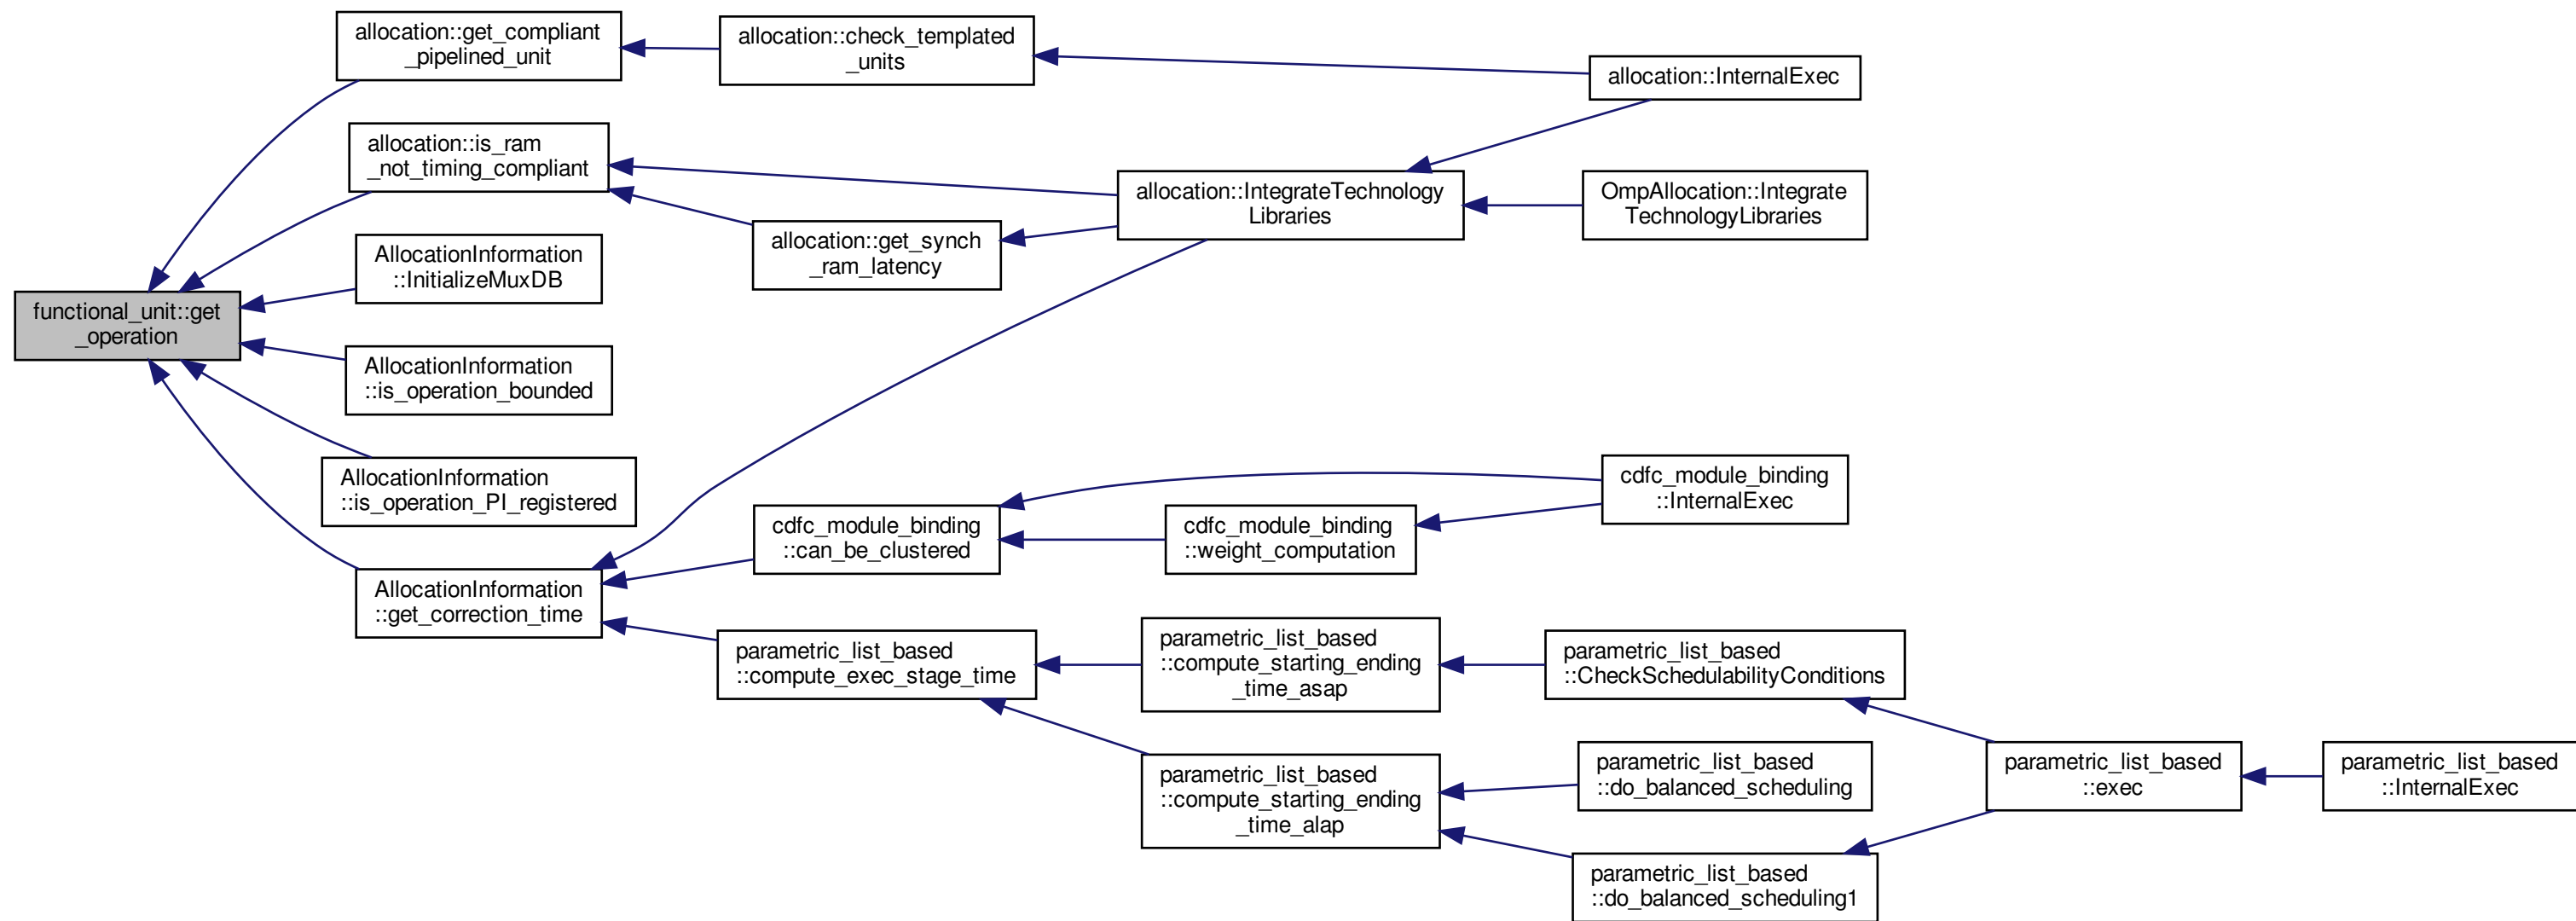 allocation::get_compliant
_pipelined_unit
allocation::check_templated
_units
allocation::InternalExec
allocation::is_ram
_not_timing_compliant
allocation::IntegrateTechnology
Libraries
OmpAllocation::Integrate
TechnologyLibraries
allocation::get_synch
_ram_latency
AllocationInformation
::InitializeMuxDB
functional_unit::get
_operation
AllocationInformation
::is_operation_bounded
AllocationInformation
::is_operation_PI_registered
cdfc_module_binding
::InternalExec
cdfc_module_binding
::can_be_clustered
cdfc_module_binding
::weight_computation
AllocationInformation
::get_correction_time
parametric_list_based
::compute_exec_stage_time
parametric_list_based
::compute_starting_ending
_time_asap
parametric_list_based
::CheckSchedulabilityConditions
parametric_list_based
::compute_starting_ending
_time_alap
parametric_list_based
::do_balanced_scheduling
parametric_list_based
::exec
parametric_list_based
::InternalExec
parametric_list_based
::do_balanced_scheduling1